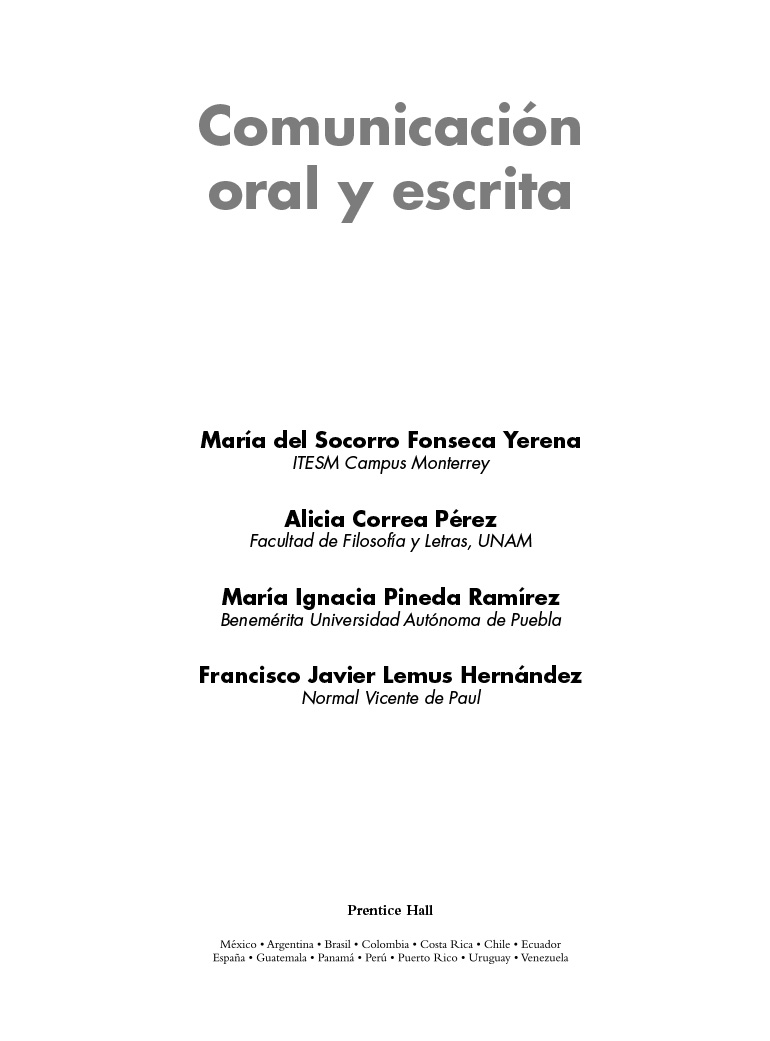 Comunicación
oral y escrita
María del Socorro Fonseca Yerena
ITESM Campus Monterrey
Alicia Correa Pérez
Facultad de Filosofía y Letras, UNAM
María Ignacia Pineda Ramírez
Benemérita Universidad Autónoma de Puebla
Francisco Javier Lemus Hernández
Normal Vicente de Paul
Prentice Hall
México • Argentina • Brasil • Colombia • Costa Rica • Chile • Ecuador
España • Guatemala • Panamá • Perú • Puerto Rico • Uruguay • Venezuela